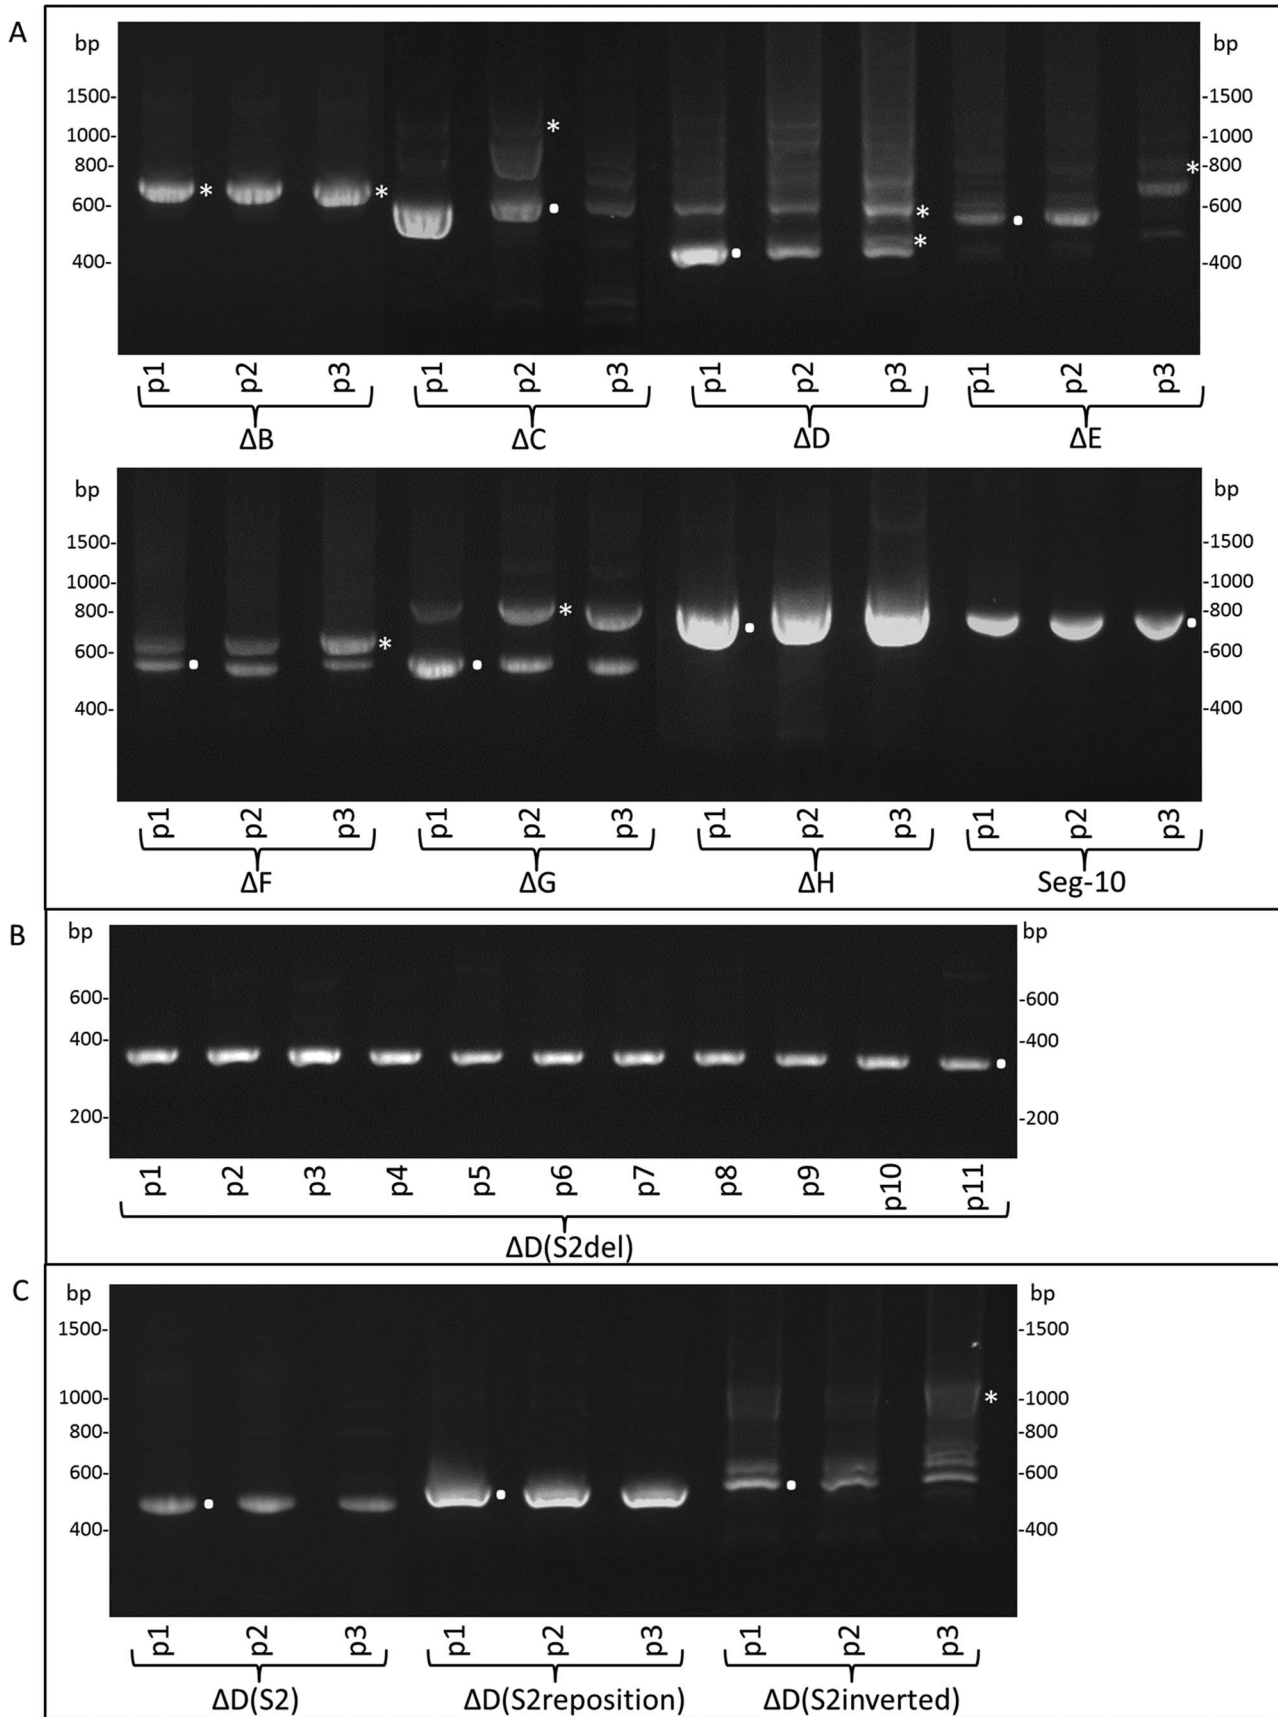 A
bp bp
1500- -1500
1000- -1000
800- -800
600- -600
400- -400
p1 p2 p3 p1 p2 p3 p1 p2 p3 p1 p2 p3
ΔB ΔC ΔD ΔE
bp bp
1500- -1500
1000- -1000
800- -800
600- -600
400- -400
p1 p2 p3 p1 p2 p3 p1 p2 p3 p1 p2 p3
ΔF ΔG ΔH Seg-10
B
bp bp
600- -600
400- -400
200- -200
p1 p2 p3 p4 p5 p6 p7 p8 p9 p10 p11
ΔD(S2del)
C
bp bp
1500- -1500
1000- -1000
800- -800
600- -600
400- -400
p1 p2 p3 p1 p2 p3 p1 p2 p3
ΔD(S2) ΔD(S2reposition) ΔD(S2inverted)